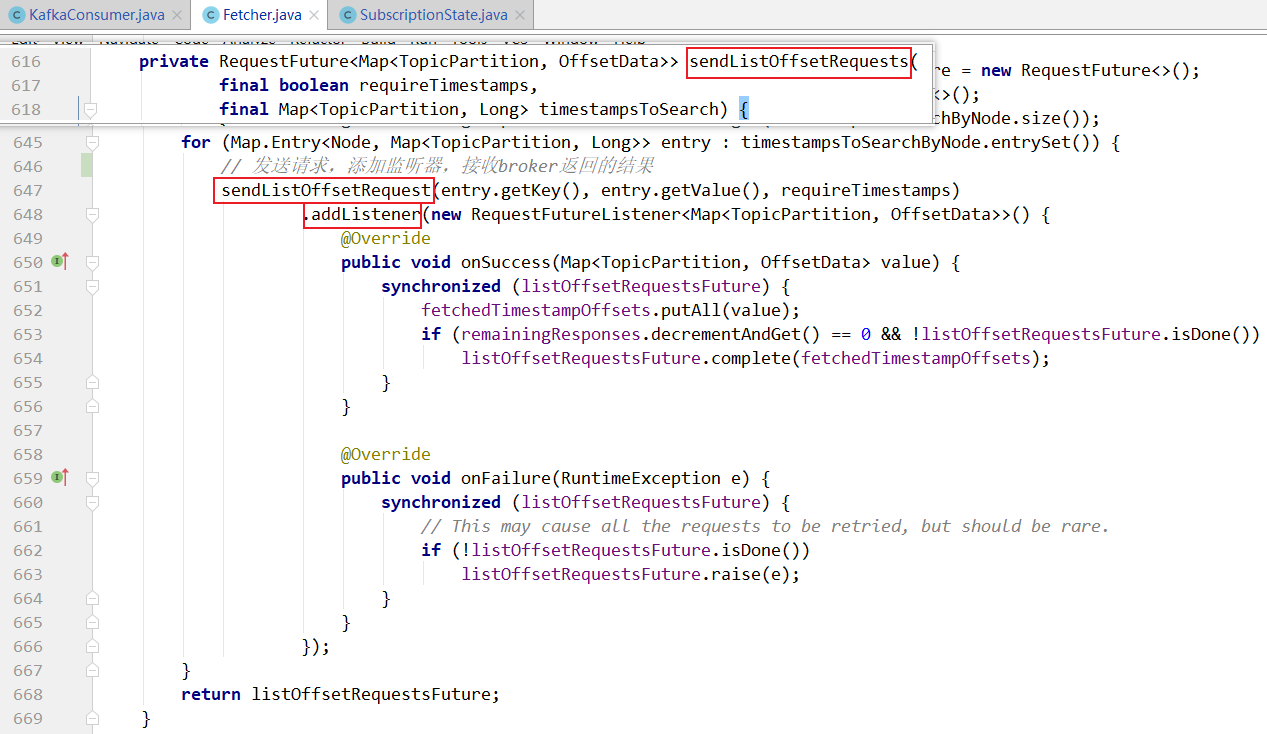 KafkaConsumer.java × Fetcher.java × SubscriptionState.java ×
616 private RequestFuture<Map<TopicPartition, OffsetData>> sendListOffsetRequests(
617 final boolean requireTimestamps,
618 final Map<TopicPartition, Long> timestampsToSearch) {
re = new RequestFuture<>();
<>();
chByNode.size());
645 for (Map.Entry<Node, Map<TopicPartition, Long>> entry : timestampsToSearchByNode.entrySet()) {
646 // 发送请求，添加监听器，接收broker返回的结果
647 sendListOffsetRequest(entry.getKey(), entry.getValue(), requireTimestamps)
648 .addListener(new RequestFutureListener<Map<TopicPartition, OffsetData>>() {
649 @Override
650 public void onSuccess(Map<TopicPartition, OffsetData> value) {
651 synchronized (listOffsetRequestsFuture) {
652 fetchedTimestampOffsets.putAll(value);
653 if (remainingResponses.decrementAndGet() == 0 && !listOffsetRequestsFuture.isDone())
654 listOffsetRequestsFuture.complete(fetchedTimestampOffsets);
655 }
656 }
657
658 @Override
659 public void onFailure(RuntimeException e) {
660 synchronized (listOffsetRequestsFuture) {
661 // This may cause all the requests to be retried, but should be rare.
662 if (!listOffsetRequestsFuture.isDone())
663 listOffsetRequestsFuture.raise(e);
664 }
665 }
666 });
667 }
668 return listOffsetRequestsFuture;
669 }